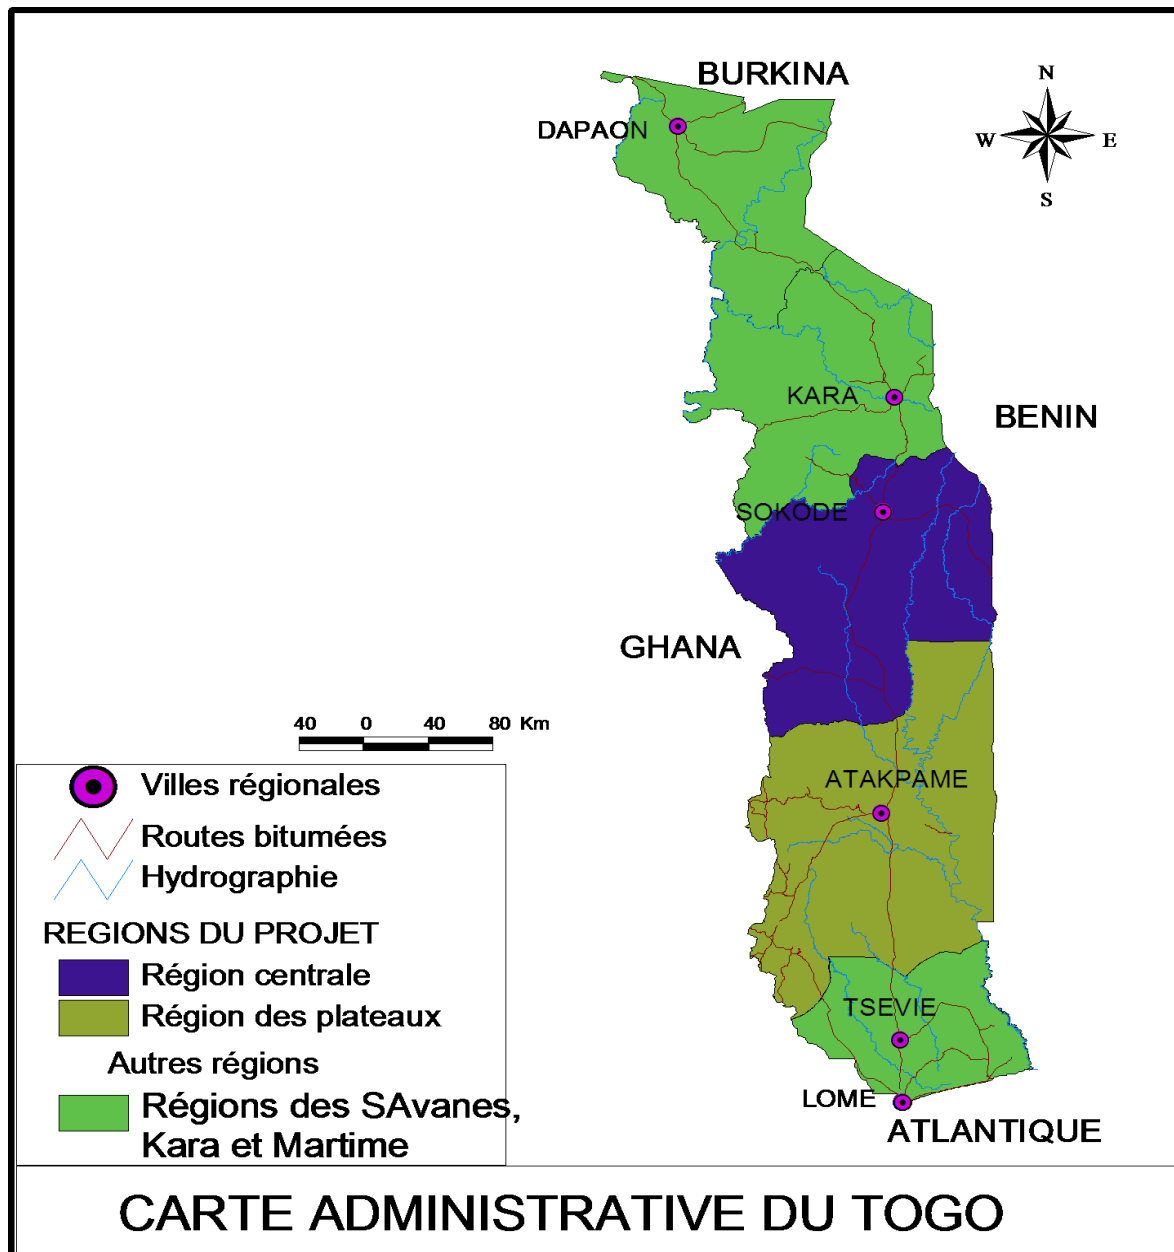 BURKINA
N
DAPAON
W
E
S
KARA
BENIN
SOKODE
GHANA
40 0 40 80 Km
Villes régionales
ATAKPAME
Routes bitumées
Hydrographie
REGIONS DU PROJET
Région centrale
Région des plateaux
TSEVIE
Autres régions
Régions des SAvanes,
Kara et Martime
LOME
ATLANTIQUE
CARTE ADMINISTRATIVE DU TOGO